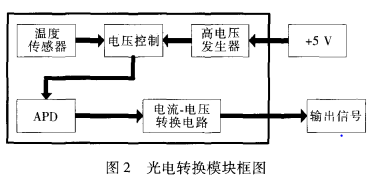 温度
传感器
电压控制
高电压
发生器
+5 V
APD
电流-电压
转换电路
输出信号
图2 光电转换模块框图